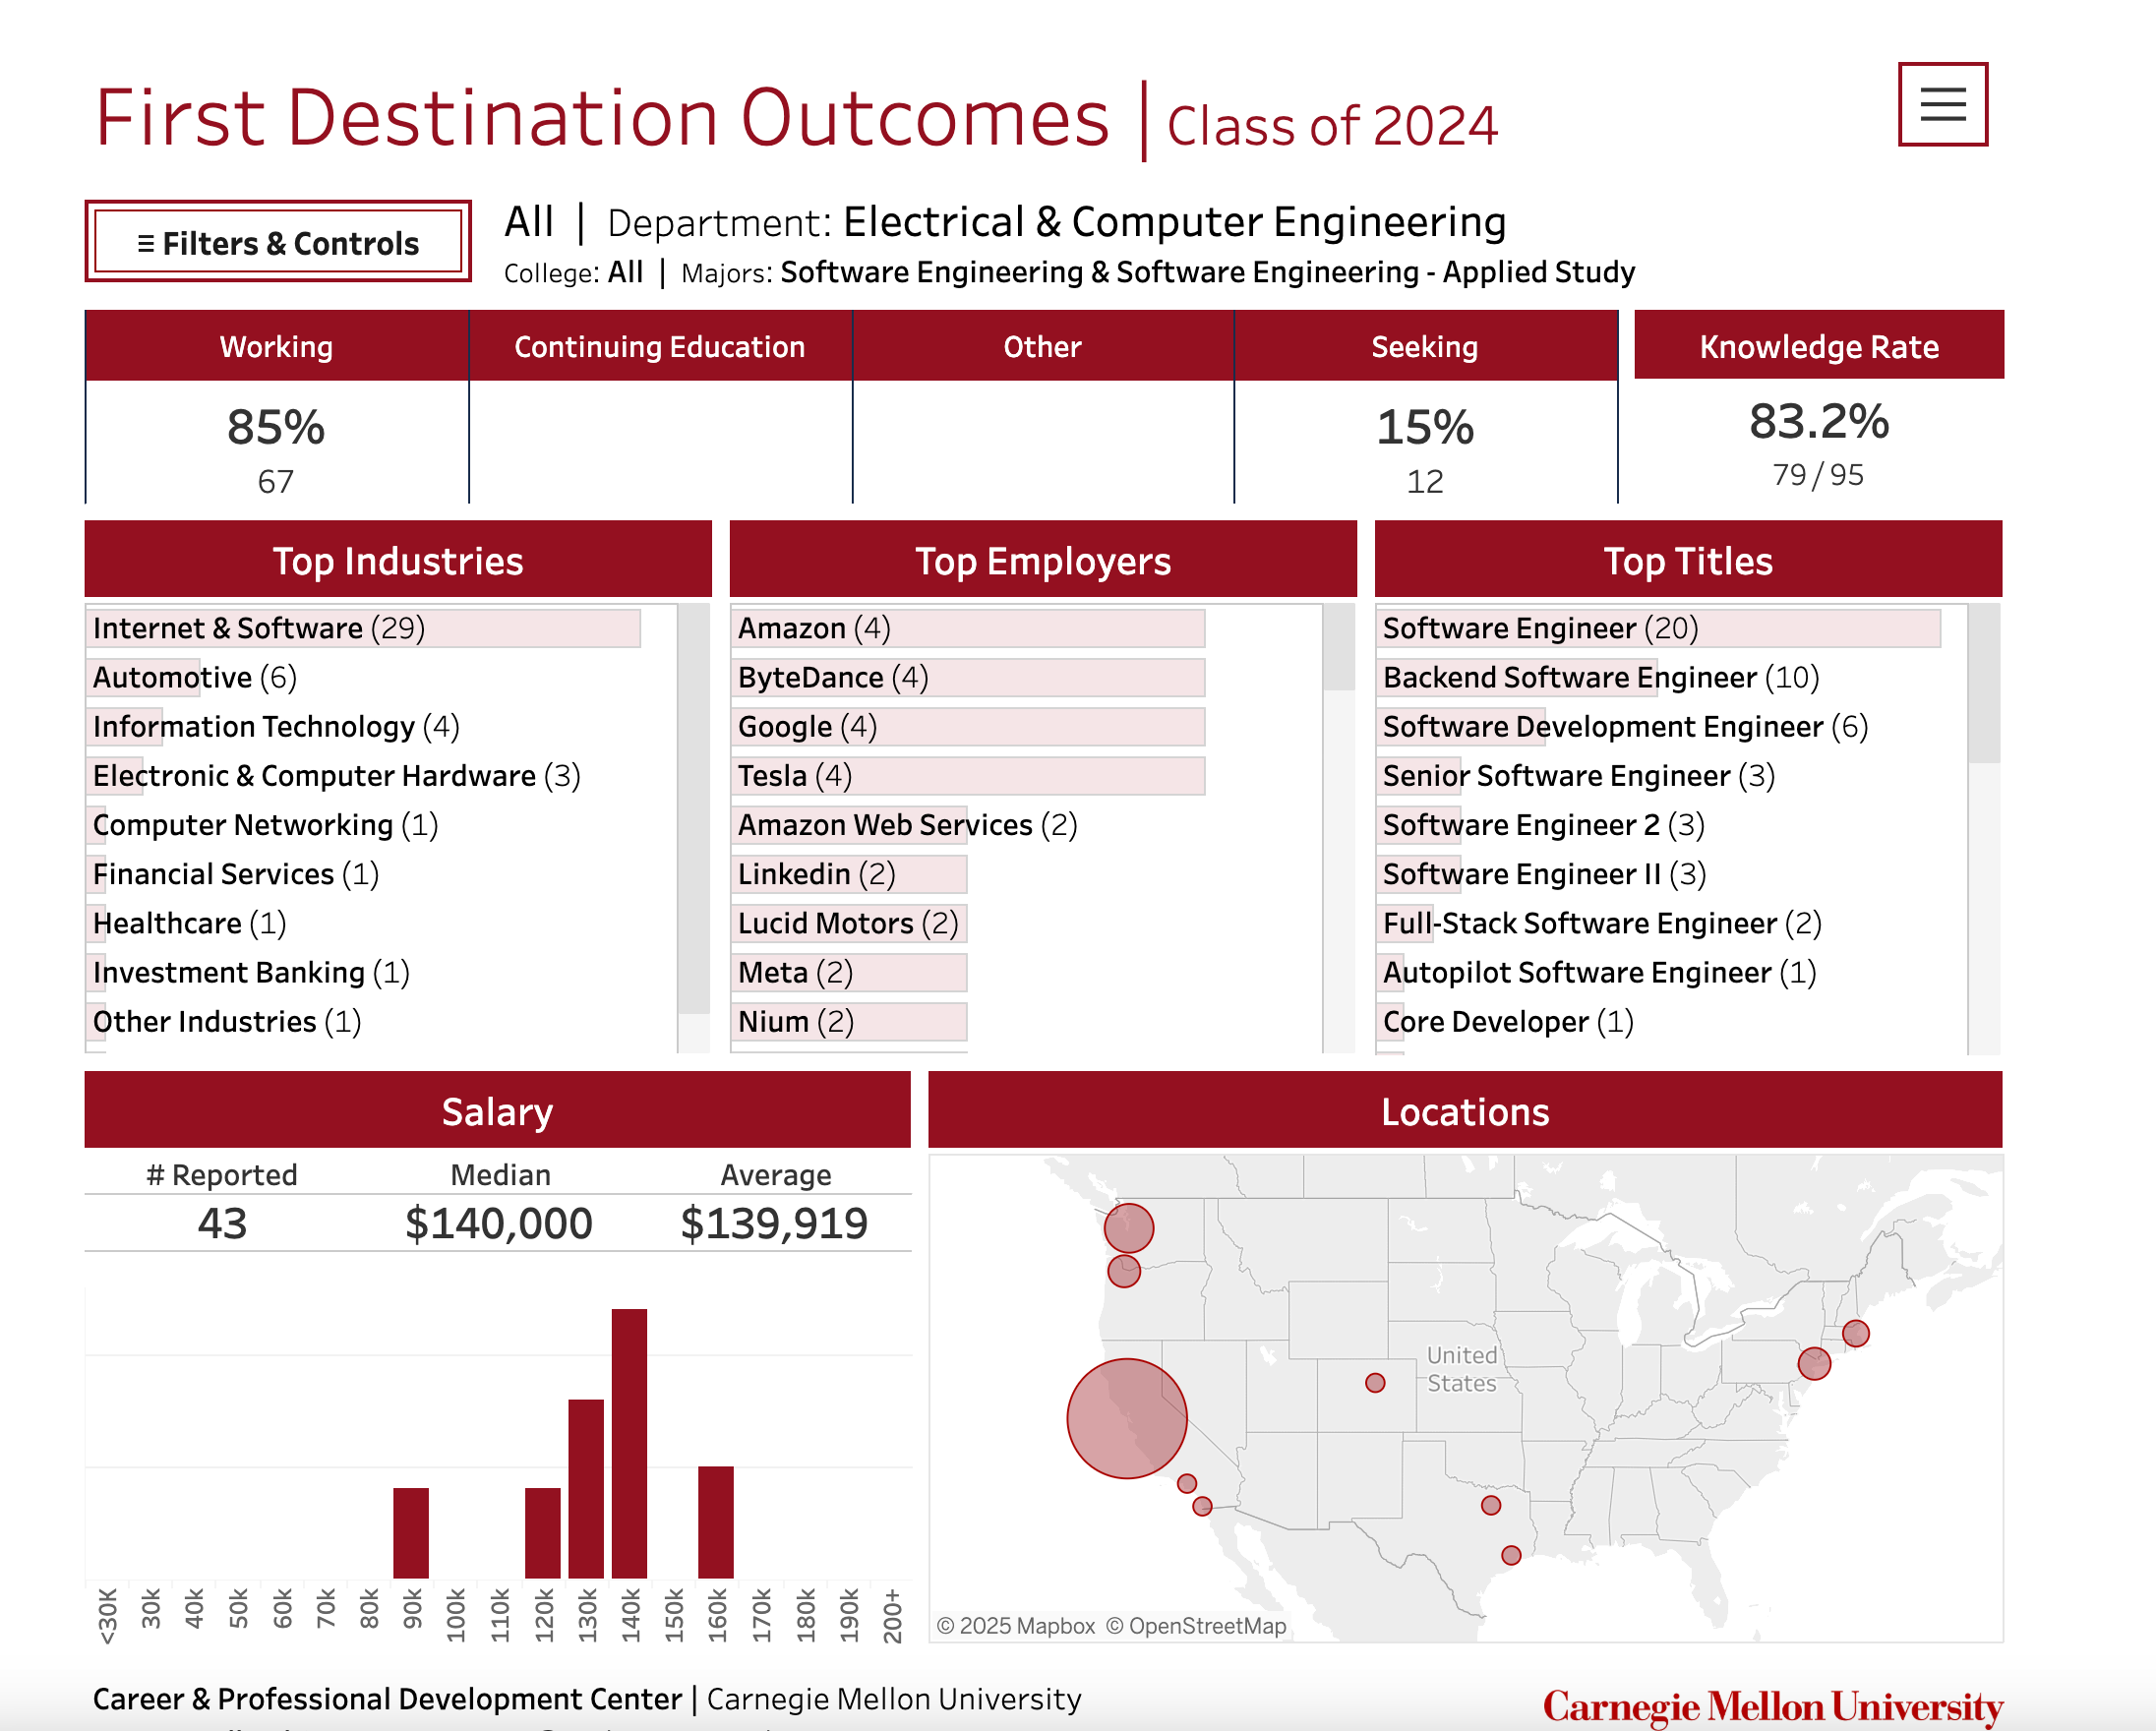 First Destination Outcomes | Class of 2024
≡ Filters & Controls
All | Department: Electrical & Computer Engineering
College: All | Majors: Software Engineering & Software Engineering - Applied Study
Working
Continuing Education
Other
Seeking
Knowledge Rate
85%
67
15%
12
83.2%
79 / 95
Top Industries
Internet & Software (29)
Automotive (6)
Information Technology (4)
Electronic & Computer Hardware (3)
Computer Networking (1)
Financial Services (1)
Healthcare (1)
Investment Banking (1)
Other Industries (1)
Top Employers
Amazon (4)
ByteDance (4)
Google (4)
Tesla (4)
Amazon Web Services (2)
Linkedin (2)
Lucid Motors (2)
Meta (2)
Nium (2)
Top Titles
Software Engineer (20)
Backend Software Engineer (10)
Software Development Engineer (6)
Senior Software Engineer (3)
Software Engineer 2 (3)
Software Engineer II (3)
Full-Stack Software Engineer (2)
Autopilot Software Engineer (1)
Core Developer (1)
Salary
# Reported
Median
Average
43
$140,000
$139,919
<30K
30k
40k
50k
60k
70k
80k
90k
100k
110k
120k
130k
140k
150k
160k
170k
180k
190k
200+
Locations
United
States
© 2025 Mapbox © OpenStreetMap
Career & Professional Development Center | Carnegie Mellon University
Carnegie Mellon University